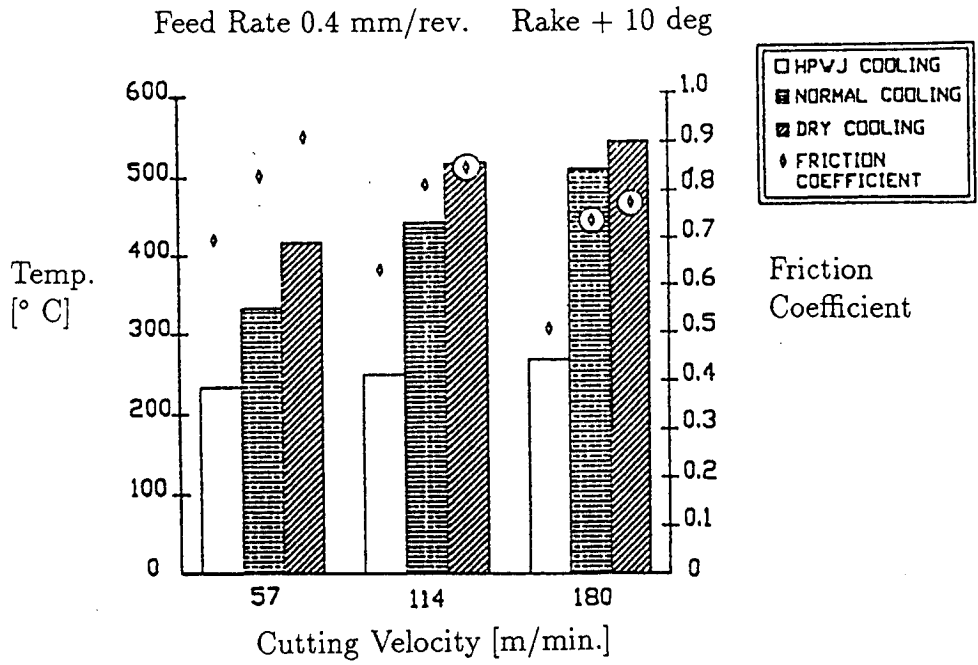 Feed Rate 0.4 mm/rev. Rake + 10 deg
HPWJ COOLING
NORMAL COOLING
DRY COOLING
FRICTION
COEFFICIENT
600
500
400
300
200
100
0
Temp.
[° C]
1.0
0.9
0.8
0.7
0.6
0.5
0.4
0.3
0.2
0.1
0
Friction
Coefficient
57 114 180
Cutting Velocity [m/min.]